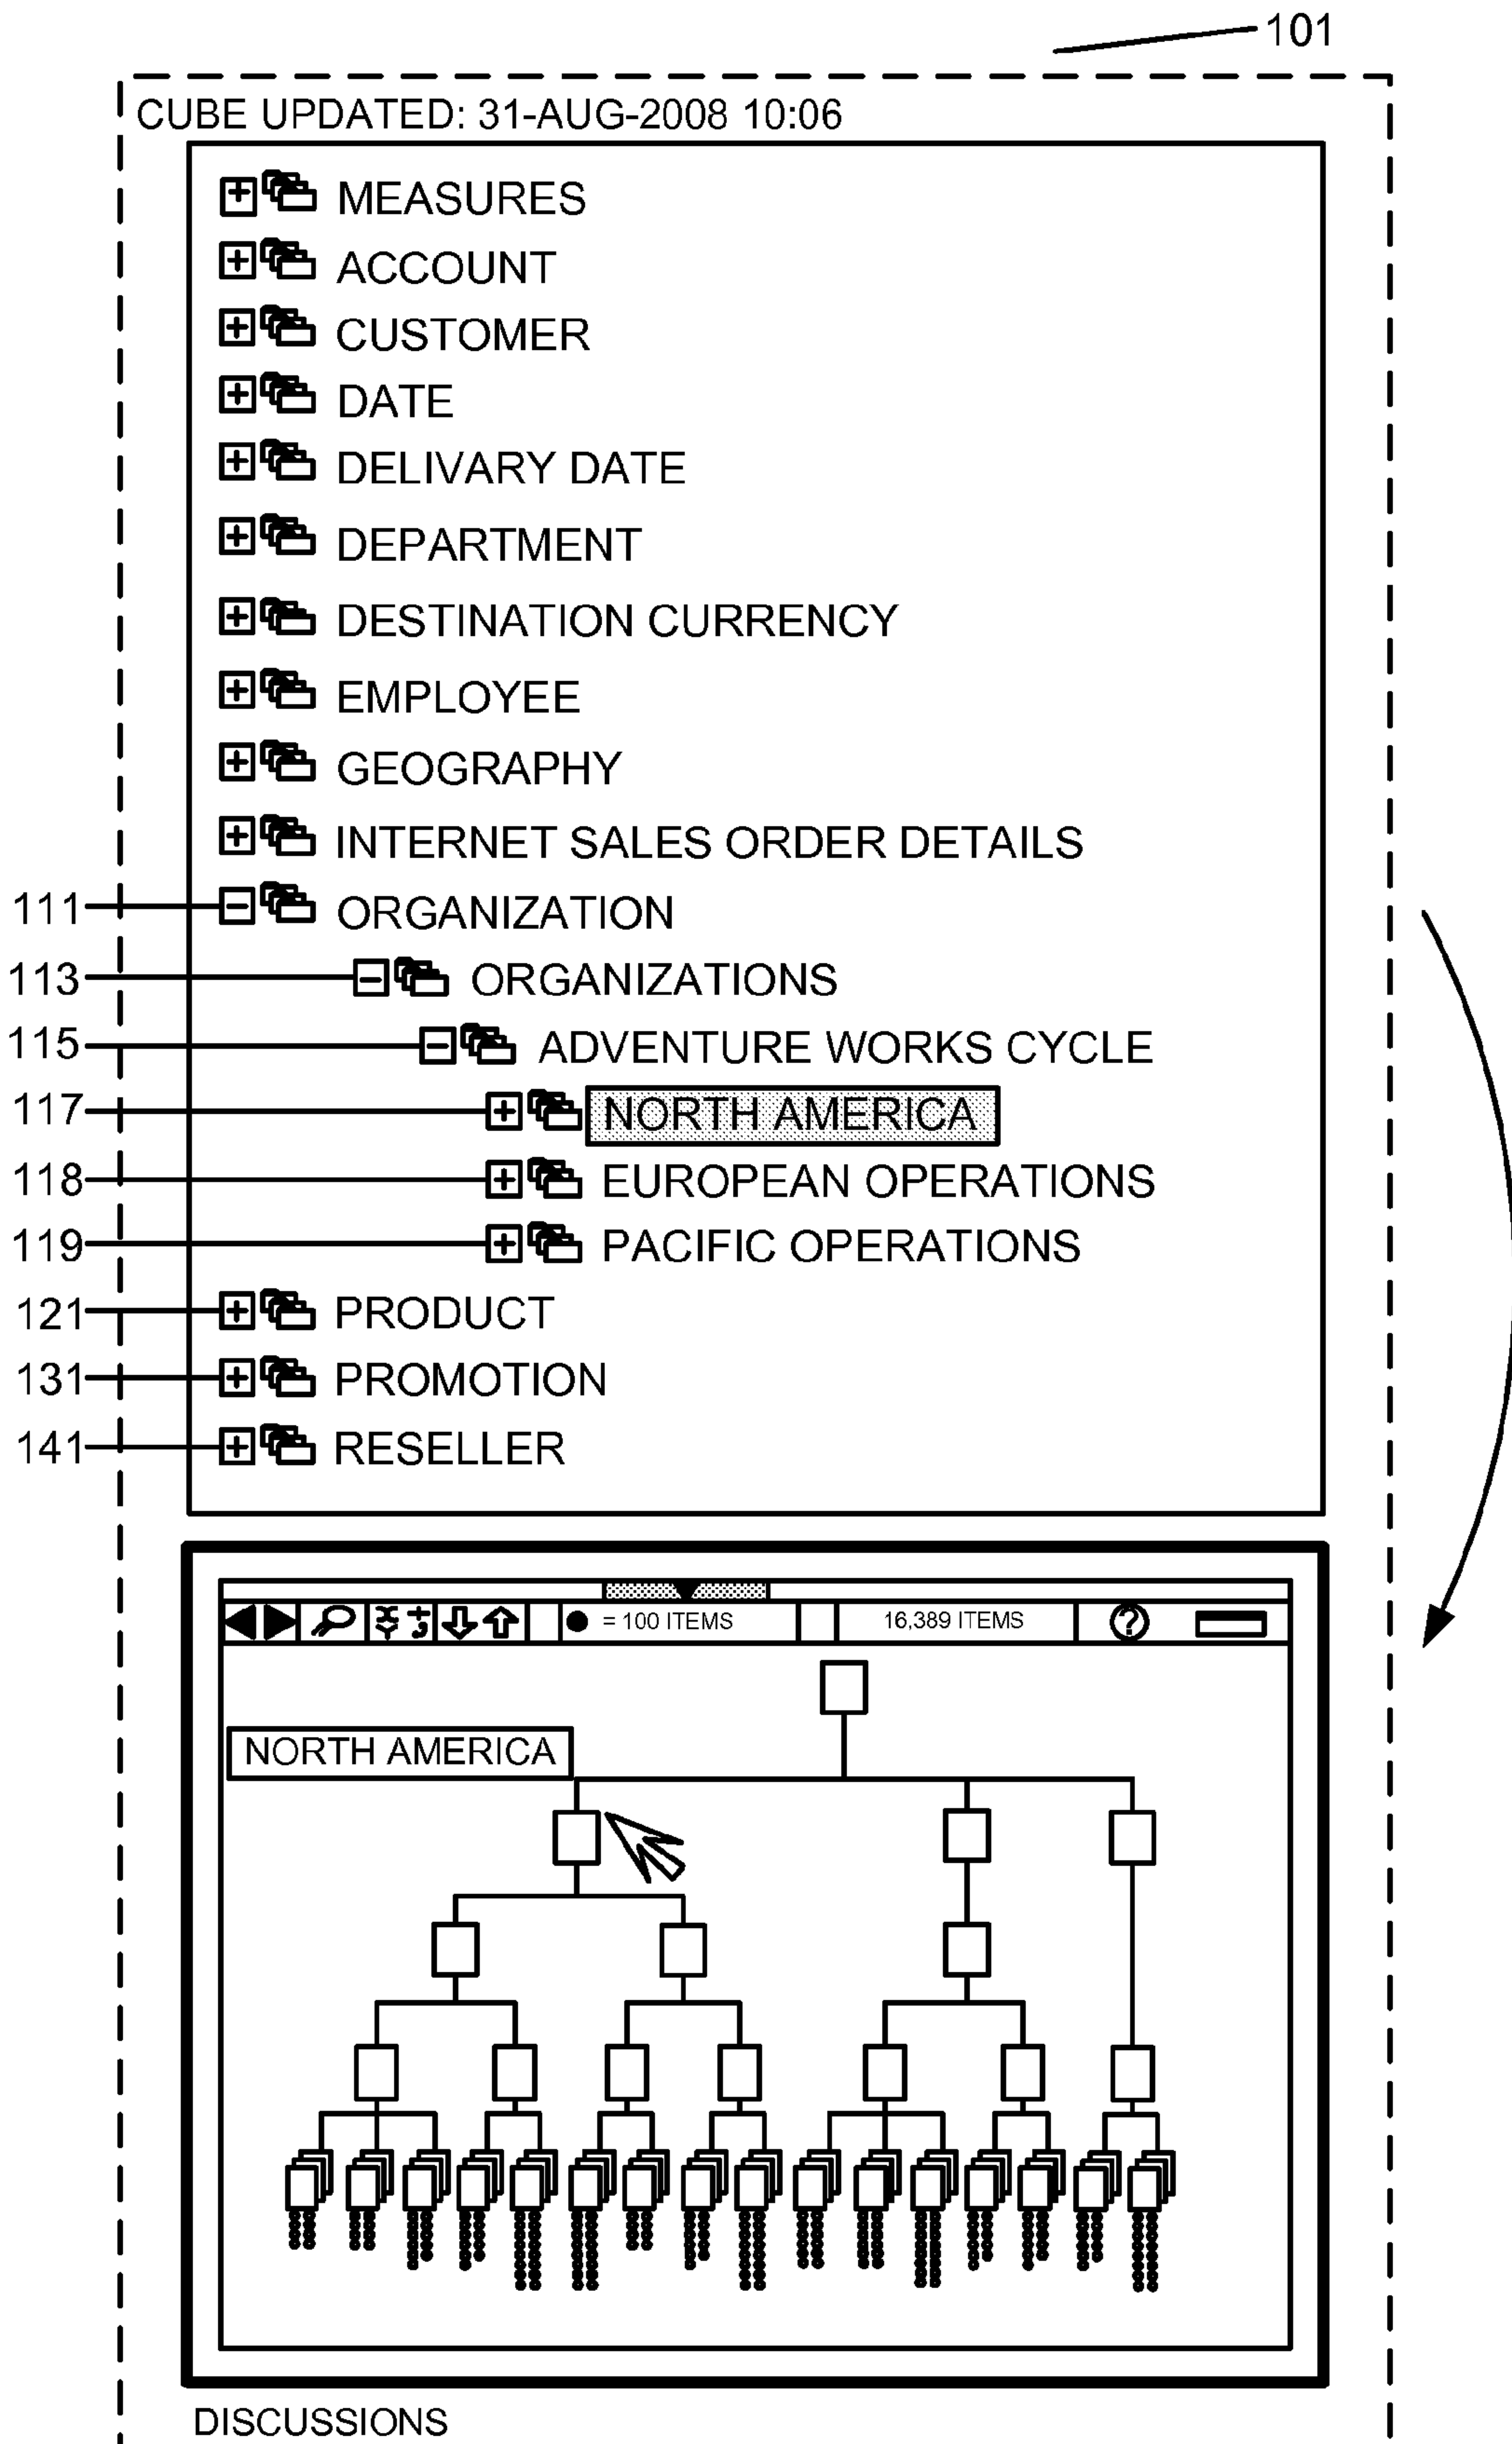 101
CUBE UPDATED: 31-AUG-2008 10:06
MEASURES
ACCOUNT
CUSTOMER
DATE
DELIVARY DATE
DEPARTMENT
DESTINATION CURRENCY
EMPLOYEE
GEOGRAPHY
INTERNET SALES ORDER DETAILS
111 ORGANIZATION
113 ORGANIZATIONS
115 ADVENTURE WORKS CYCLE
117 NORTH AMERICA
118 EUROPEAN OPERATIONS
119 PACIFIC OPERATIONS
121 PRODUCT
131 PROMOTION
141 RESELLER
= 100 ITEMS 16,389 ITEMS ?
NORTH AMERICA
DISCUSSIONS